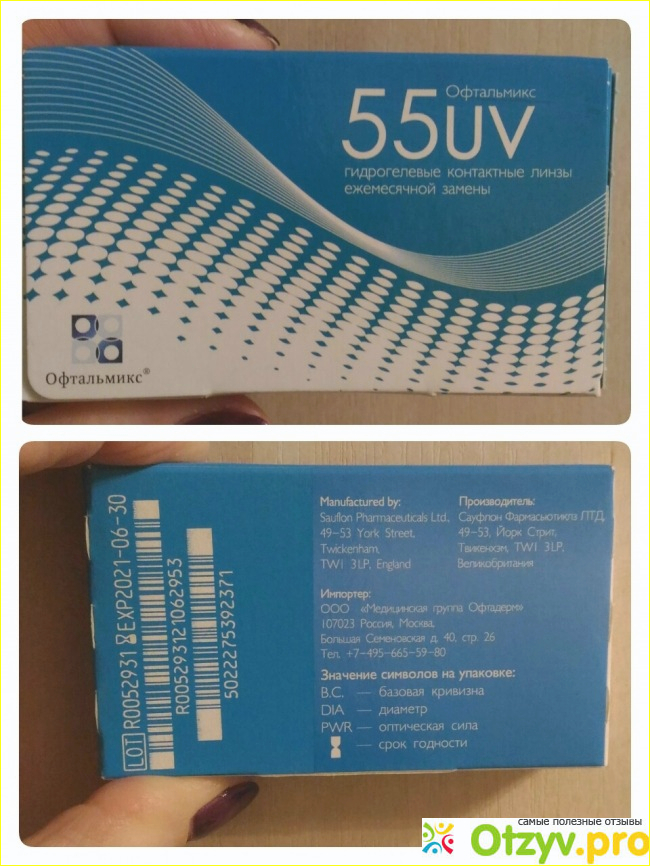 Офтальмикс
55UV
гидрогелевые контактные линзы
ежемесячной замены
Офтальмикс®
LOT R0052931 EXP2021-06-30
R005293121062953
5022275392371
Manufactured by:
Sauflon Pharmaceuticals Ltd.,
49-53 York Street,
Twickenham,
TW1 3LP, England
Производитель:
Сауфлон Фармасьютиклз ЛТД,
49-53, Йорк Стрит,
Твикенхэм, TW1 3LP,
Великобритания
Импортер:
ООО «Медицинская группа Офтадерм»
107023 Россия, Москва,
Большая Семеновская д. 40, стр. 26
Тел. +7-495-665-59-80
Значение символов на упаковке:
B.C. — базовая кривизна
DIA — диаметр
PWR — оптическая сила
— срок годности
самые полезные отзывы
Otzyv.pro